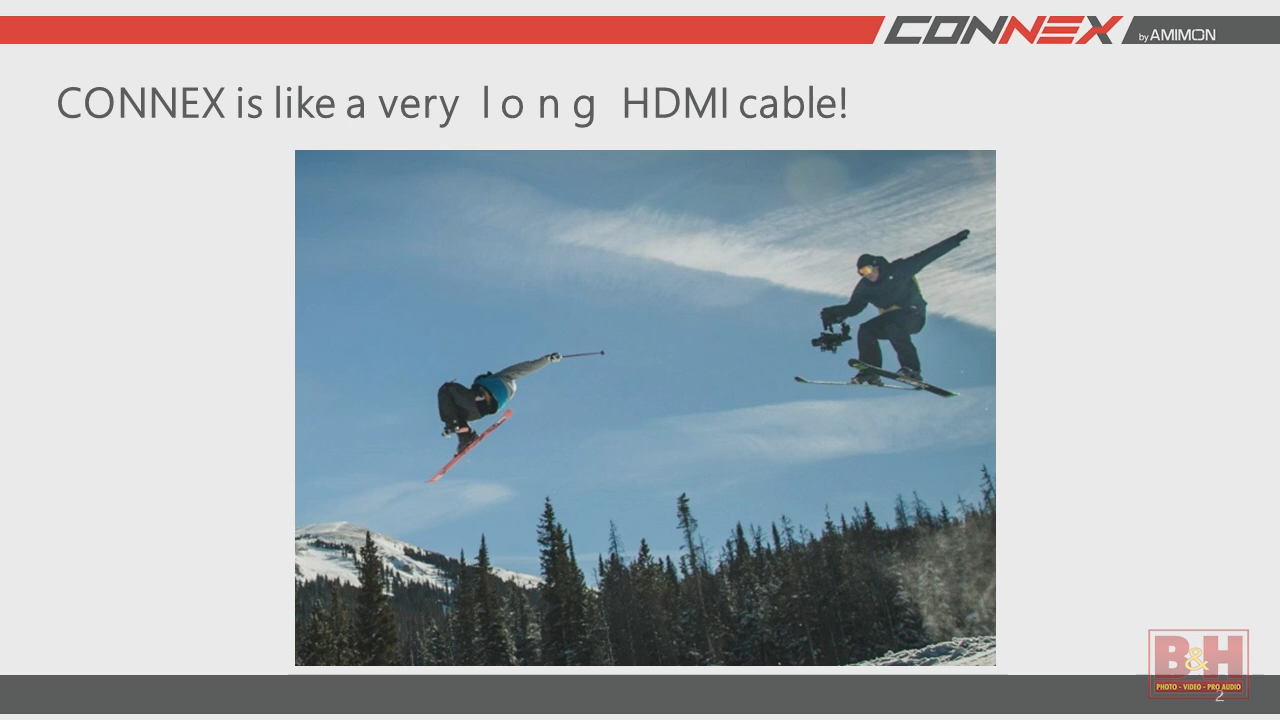 CONNEX by AMIMON
CONNEX is like a very l o n g HDMI cable!
B&H
PHOTO - VIDEO - PRO AUDIO
2